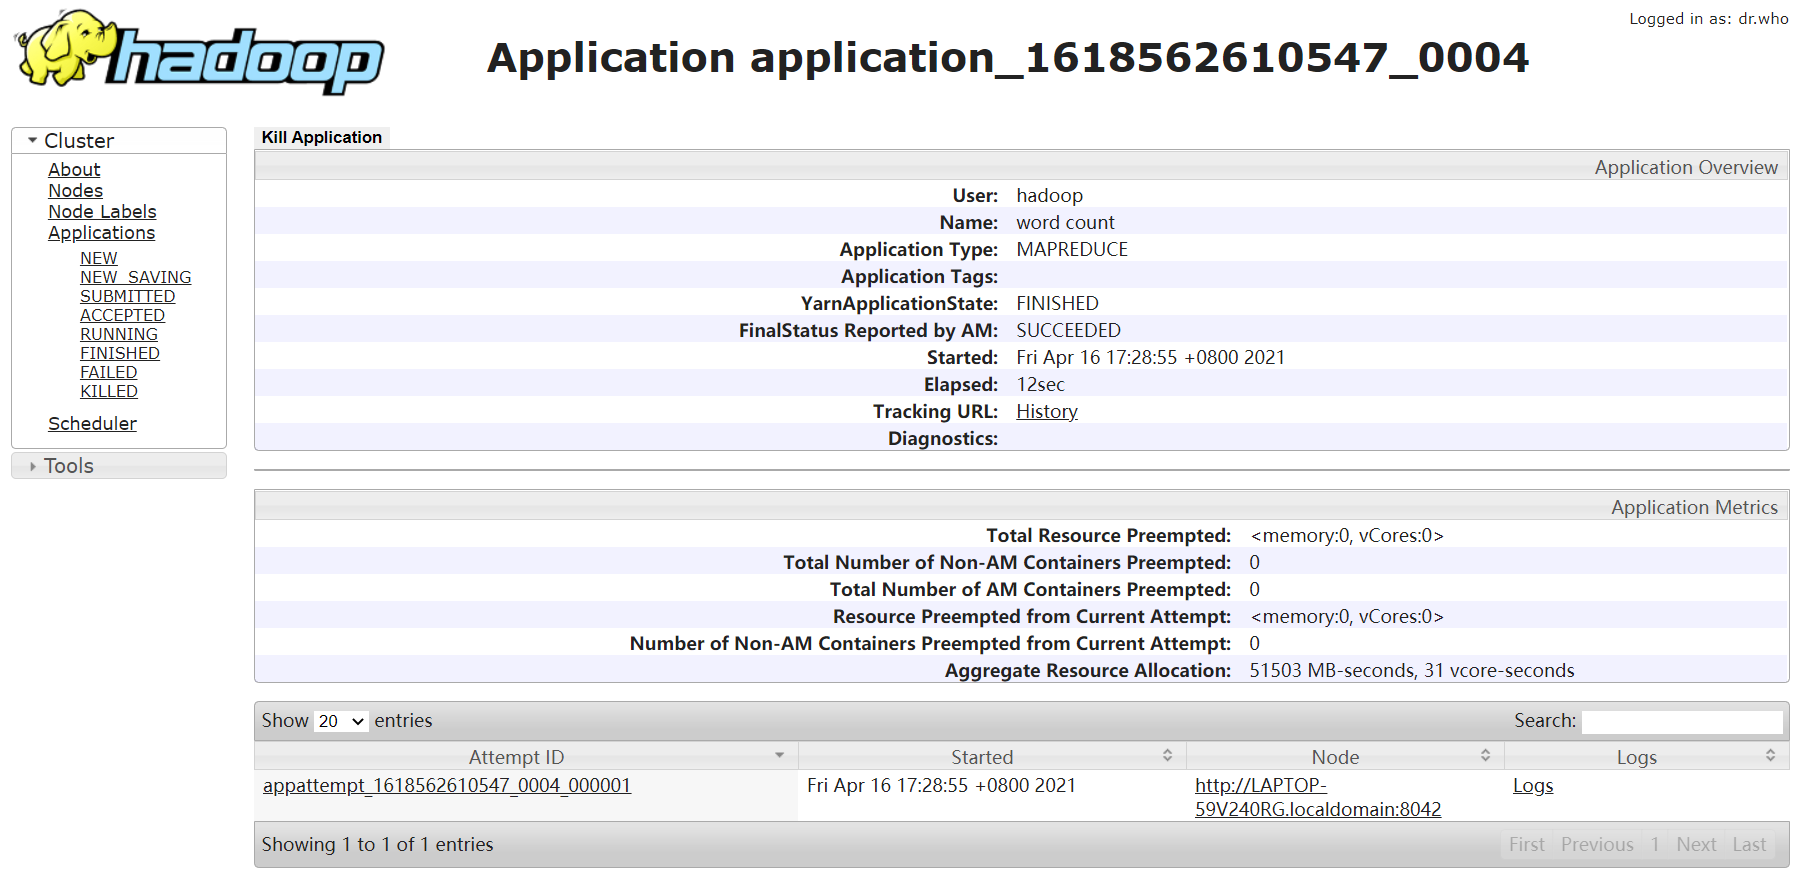 Logged in as: dr.who
hadoop
Application application_1618562610547_0004
Cluster
About
Nodes
Node Labels
Applications
NEW
NEW_SAVING
SUBMITTED
ACCEPTED
RUNNING
FINISHED
FAILED
KILLED
Scheduler
Tools
Kill Application
Application Overview
User: hadoop
Name: word count
Application Type: MAPREDUCE
Application Tags:
YarnApplicationState: FINISHED
FinalStatus Reported by AM: SUCCEEDED
Started: Fri Apr 16 17:28:55 +0800 2021
Elapsed: 12sec
Tracking URL: History
Diagnostics:
Application Metrics
Total Resource Preempted: <memory:0, vCores:0>
Total Number of Non-AM Containers Preempted: 0
Total Number of AM Containers Preempted: 0
Resource Preempted from Current Attempt: <memory:0, vCores:0>
Number of Non-AM Containers Preempted from Current Attempt: 0
Aggregate Resource Allocation: 51503 MB-seconds, 31 vcore-seconds
Show 20 entries Search:
Attempt ID Started Node Logs
appattempt_1618562610547_0004_000001 Fri Apr 16 17:28:55 +0800 2021 http://LAPTOP- Logs
59V240RG.localdomain:8042
Showing 1 to 1 of 1 entries First Previous 1 Next Last